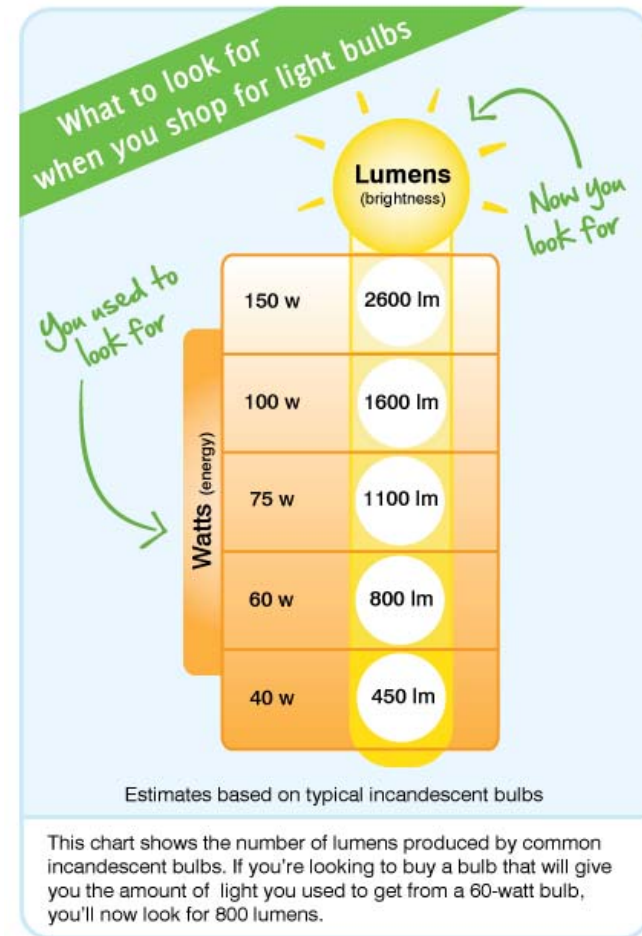 What to look for
when you shop for light bulbs
Lumens
(brightness)
Now you
look for
You used to
look for
Watts (energy)
150 w 2600 lm
100 w 1600 lm
75 w 1100 lm
60 w 800 lm
40 w 450 lm
Estimates based on typical incandescent bulbs
This chart shows the number of lumens produced by common
incandescent bulbs. If you’re looking to buy a bulb that will give
you the amount of light you used to get from a 60-watt bulb,
you’ll now look for 800 lumens.